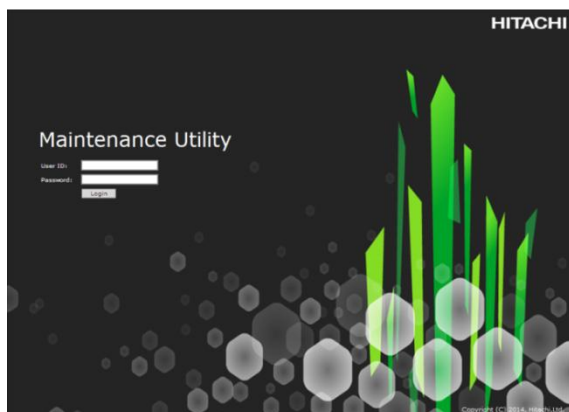 HITACHI
Maintenance Utility
User ID:
Password:
Login
Copyright (C) 2014, Hitachi,Ltd.